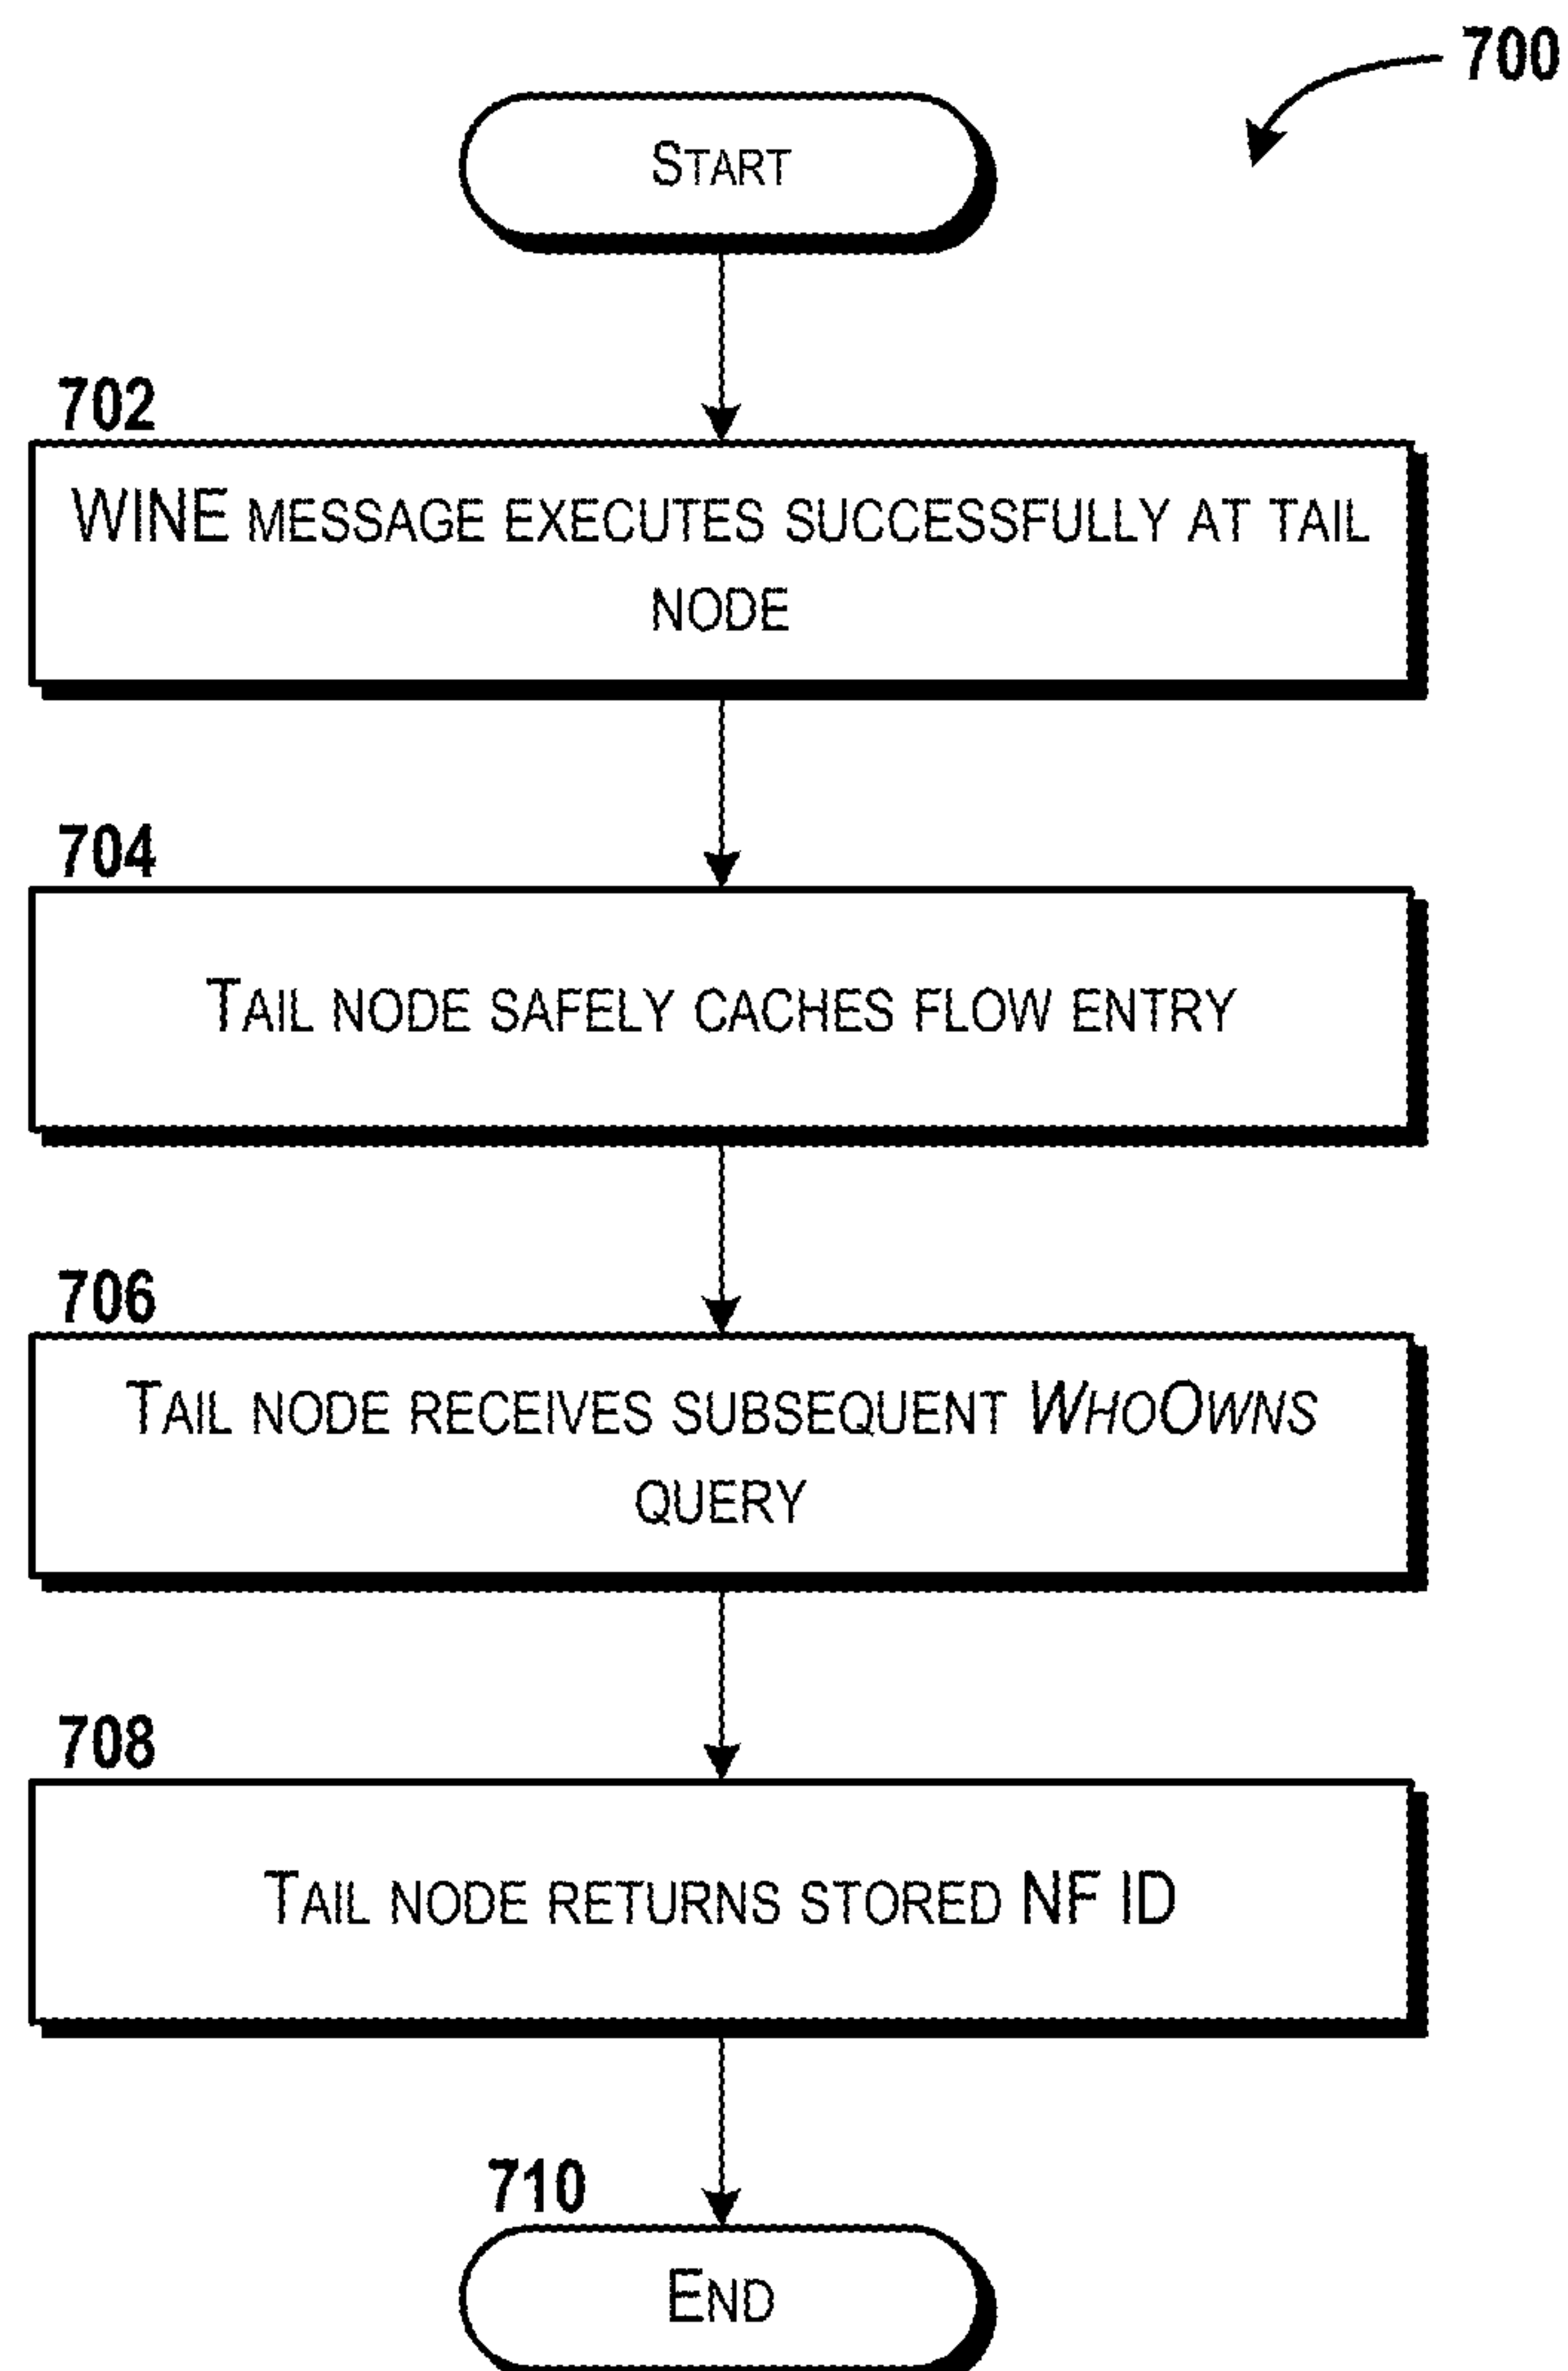 700
START
702
WINE MESSAGE EXECUTES SUCCESSFULLY AT TAIL
NODE
704
TAIL NODE SAFELY CACHES FLOW ENTRY
706
TAIL NODE RECEIVES SUBSEQUENT WHOOWNS
QUERY
708
TAIL NODE RETURNS STORED NF ID
710
END